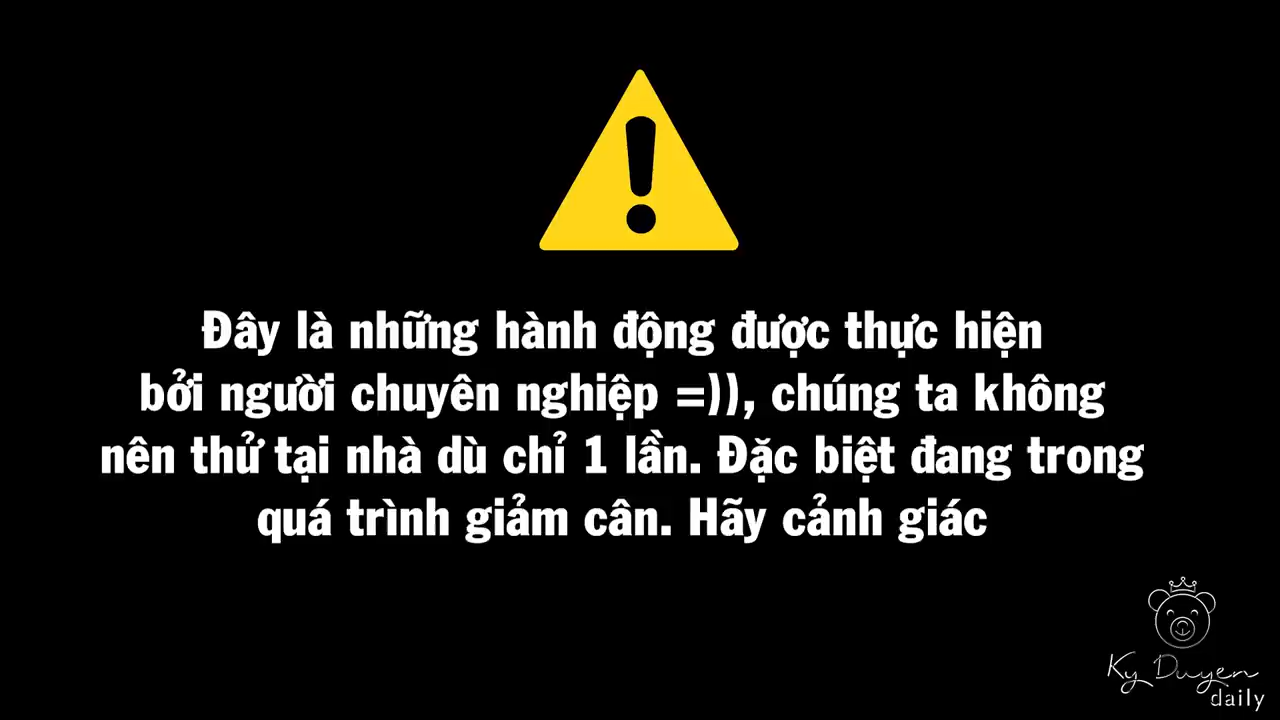 Đây là những hành động được thực hiện
bởi người chuyên nghiệp =)), chúng ta không
nên thử tại nhà dù chỉ 1 lần. Đặc biệt đang trong
quá trình giảm cân. Hãy cảnh giác
Ky Duyen
daily